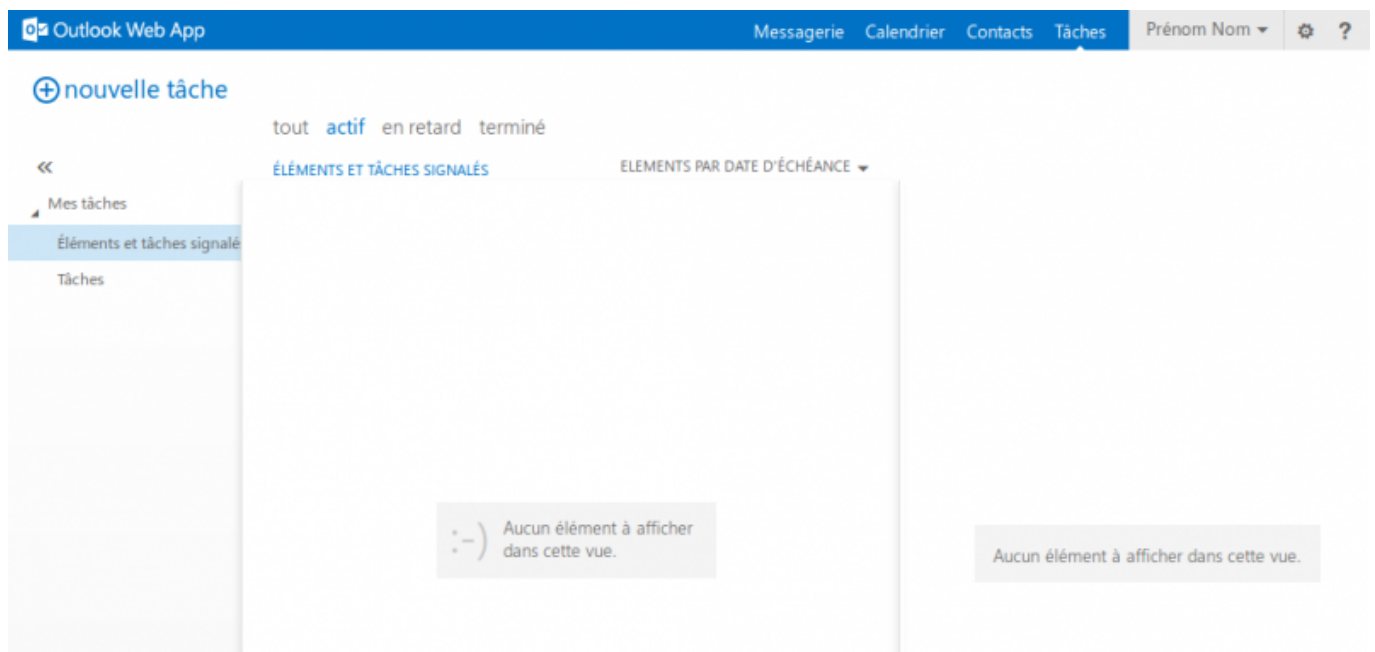 Outlook Web App
Messagerie Calendrier Contacts Tâches Prénom Nom ?
nouvelle tâche
tout actif en retard terminé
«
ÉLÉMENTS ET TÂCHES SIGNALÉS
ELEMENTS PAR DATE D'ÉCHÉANCE
Mes tâches
Éléments et tâches signalé
Tâches
:-)
Aucun élément à afficher
dans cette vue.
Aucun élément à afficher dans cette vue.